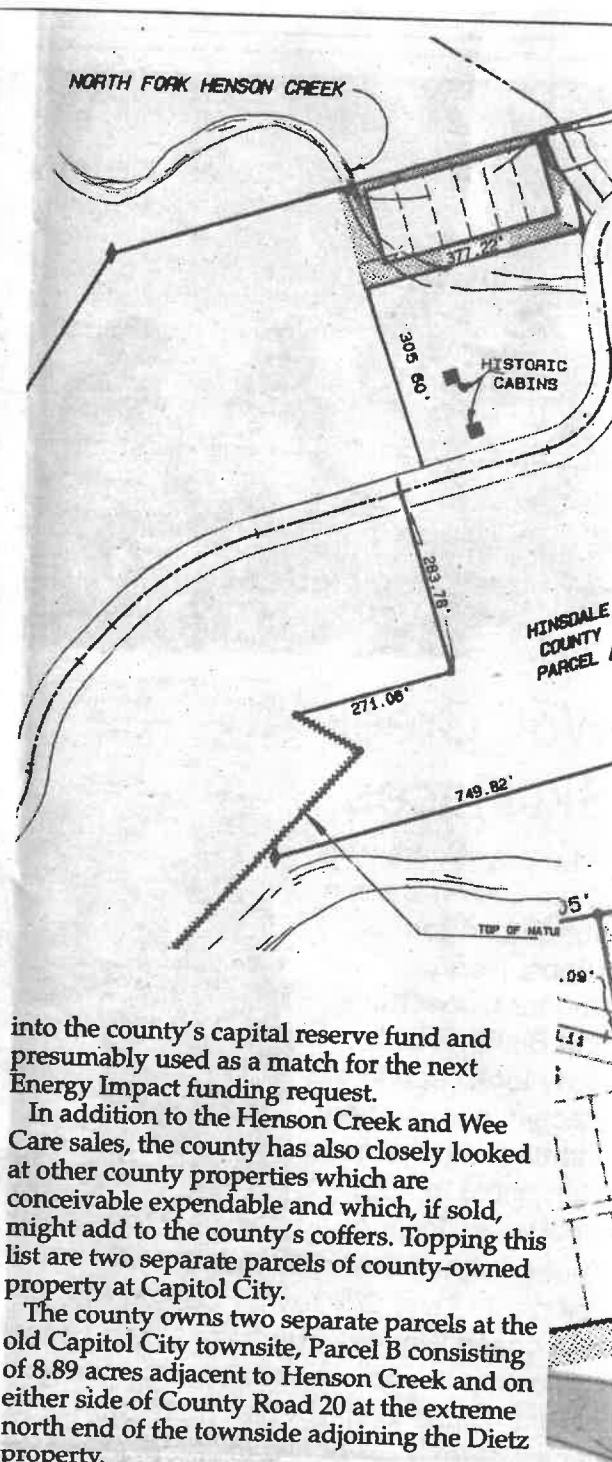 NORTH FORK HENSON CREEK
377.22'
305.60'
HISTORIC
CABINS
283.78'
HINSDALE
COUNTY
PARCEL
271.06'
749.82'
05'
TOP OF NATU
.09'
L11
into the county's capital reserve fund and
presumably used as a match for the next
Energy Impact funding request.
In addition to the Henson Creek and Wee
Care sales, the county has also closely looked
at other county properties which are
conceivable expendable and which, if sold,
might add to the county's coffers. Topping this
list are two separate parcels of county-owned
property at Capitol City.
The county owns two separate parcels at the
old Capitol City townsite, Parcel B consisting
of 8.89 acres adjacent to Henson Creek and on
either side of County Road 20 at the extreme
north end of the townside adjoining the Dietz
property.